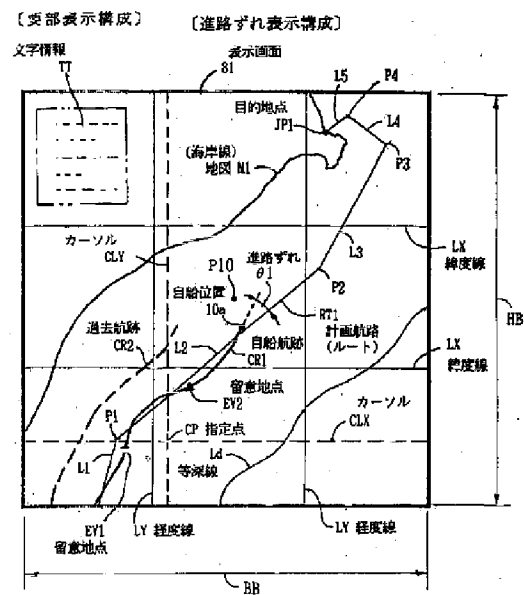 〔要部表示構成〕
〔進路ずれ表示構成〕
文字情報
TT
表示画面
81
目的地点
JP1
L5
P4
L4
P3
(海岸線)
地図 M1
カーソル
CLY
L3
LX
緯度線
P10
進路ずれ
θ1
自船位置
10a
P2
HB
過去航跡
CR2
L2
RT1
計画航路
(ルート)
自船航跡
CR1
LX
緯度線
留意地点
EV2
カーソル
CLX
P1
CP 指定点
L1
Ld
等深線
EV1
留意地点
LY 経度線
LY 経度線
BB